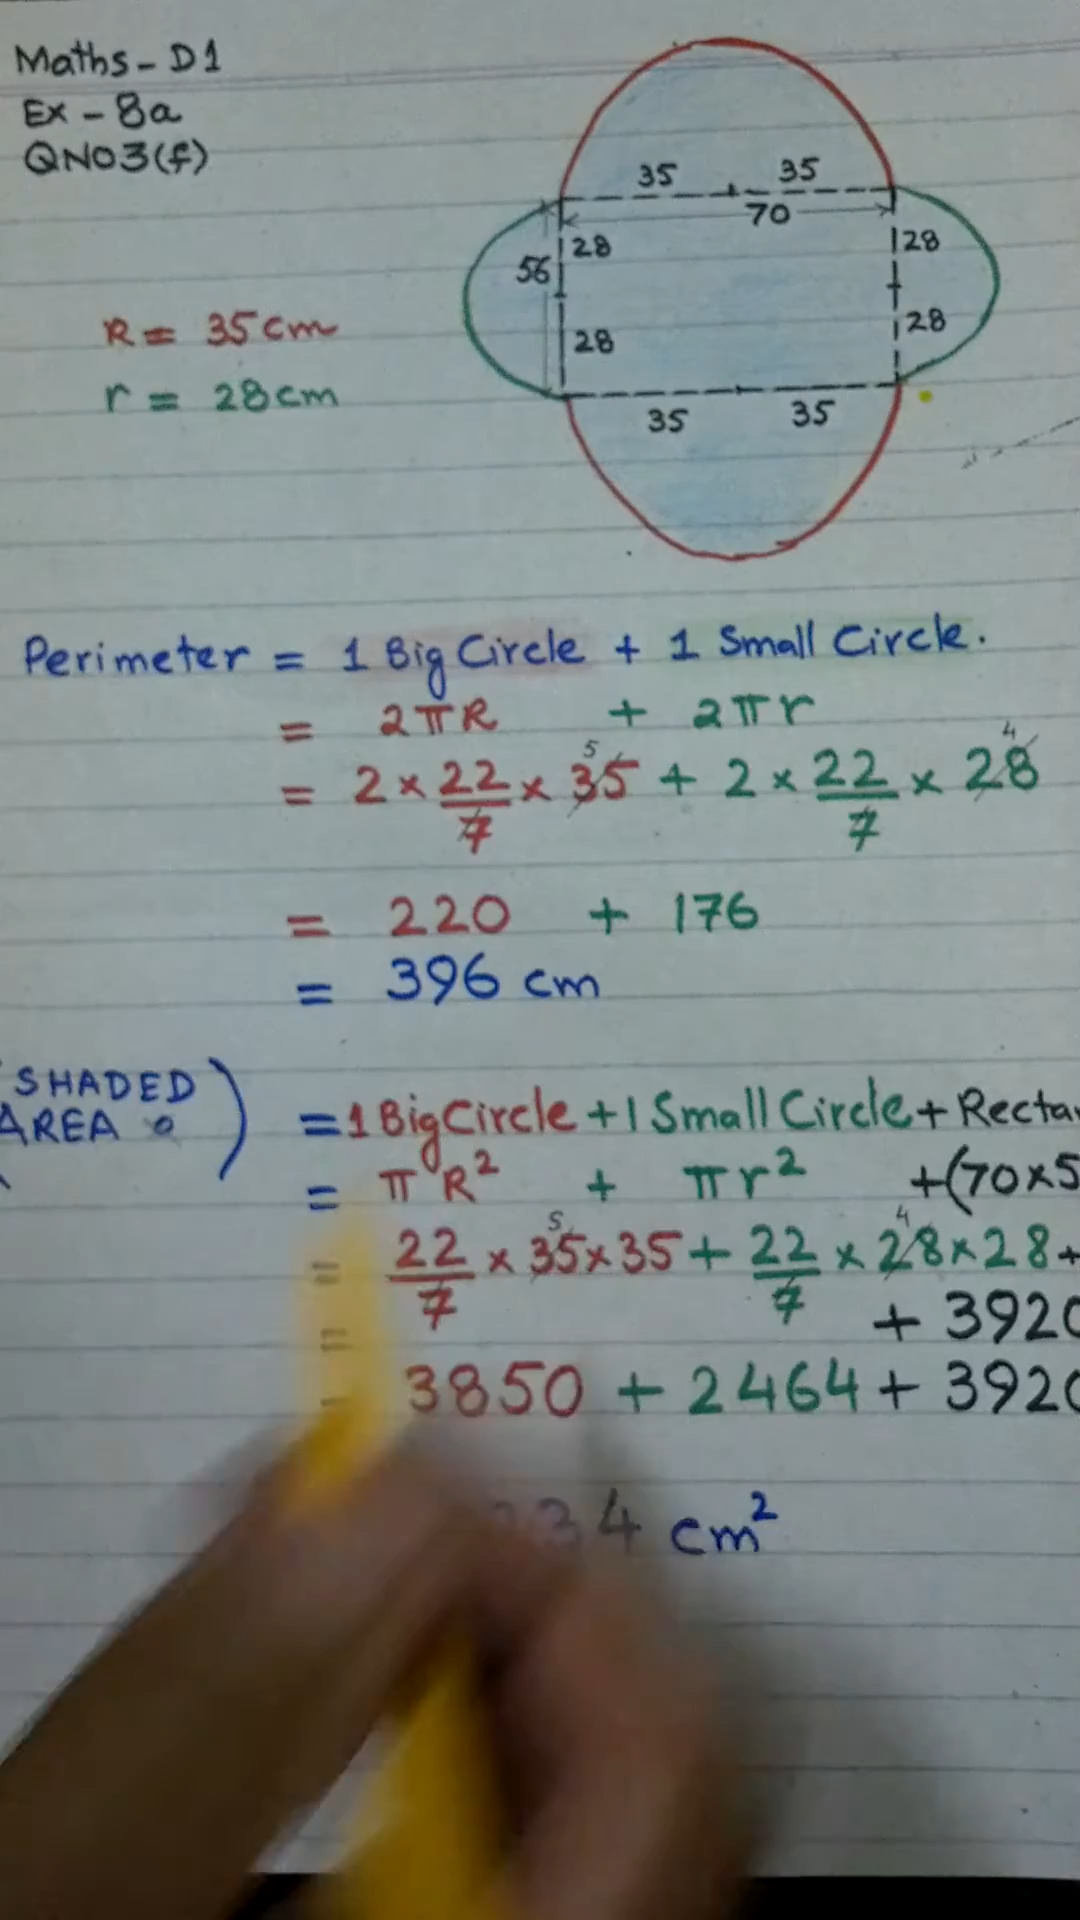 Maths - D1
Ex - 8a
QNO3(f)
35 35
70
28 28
56
28 28
35 35
R = 35cm
r = 28cm
Perimeter = 1 Big Circle + 1 Small Circle.
= 2πR + 2πr
= 2 × 22/7 × 35 5 + 2 × 22/7 × 28 4
= 220 + 176
= 396 cm
SHADED AREA ) = 1 Big Circle + 1 Small Circle +
= πR² + πr² + (70×5
= 22/7 × 35 5 × 35 + 22/7 × 28 4 × 28 +
= + 392
3850 + 2464 + 392
34 cm²